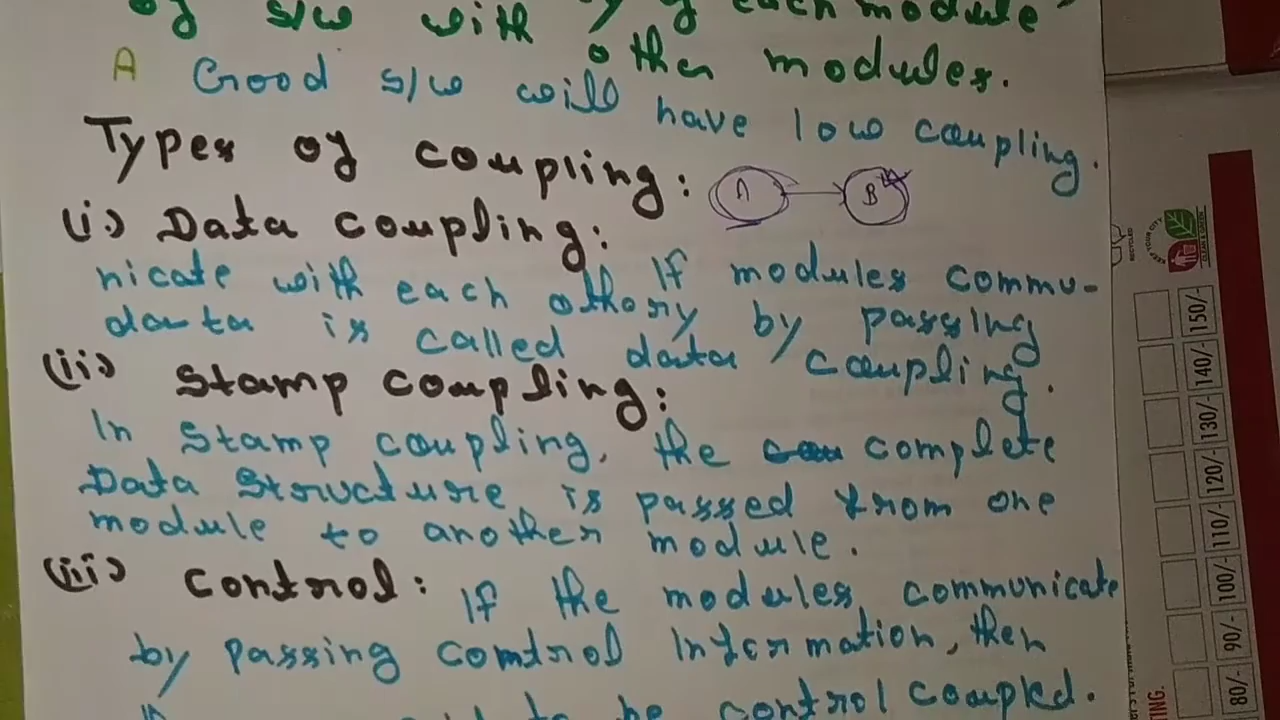 of s/w with each module
other modules.
A Good s/w will have low coupling.
Types of coupling: A B
(i) Data coupling:
If modules commu-
nicate with each othory by passing
data is called data coupling.
(ii) Stamp coupling:
In stamp coupling, the complete
Data structure is passed from one
module to another module.
(iii) Control: If the modules communicate
by passing control information, then
be control coupled.
RECYCLED
150/-
140/-
130/-
120/-
110/-
100/-
90/-
80/-